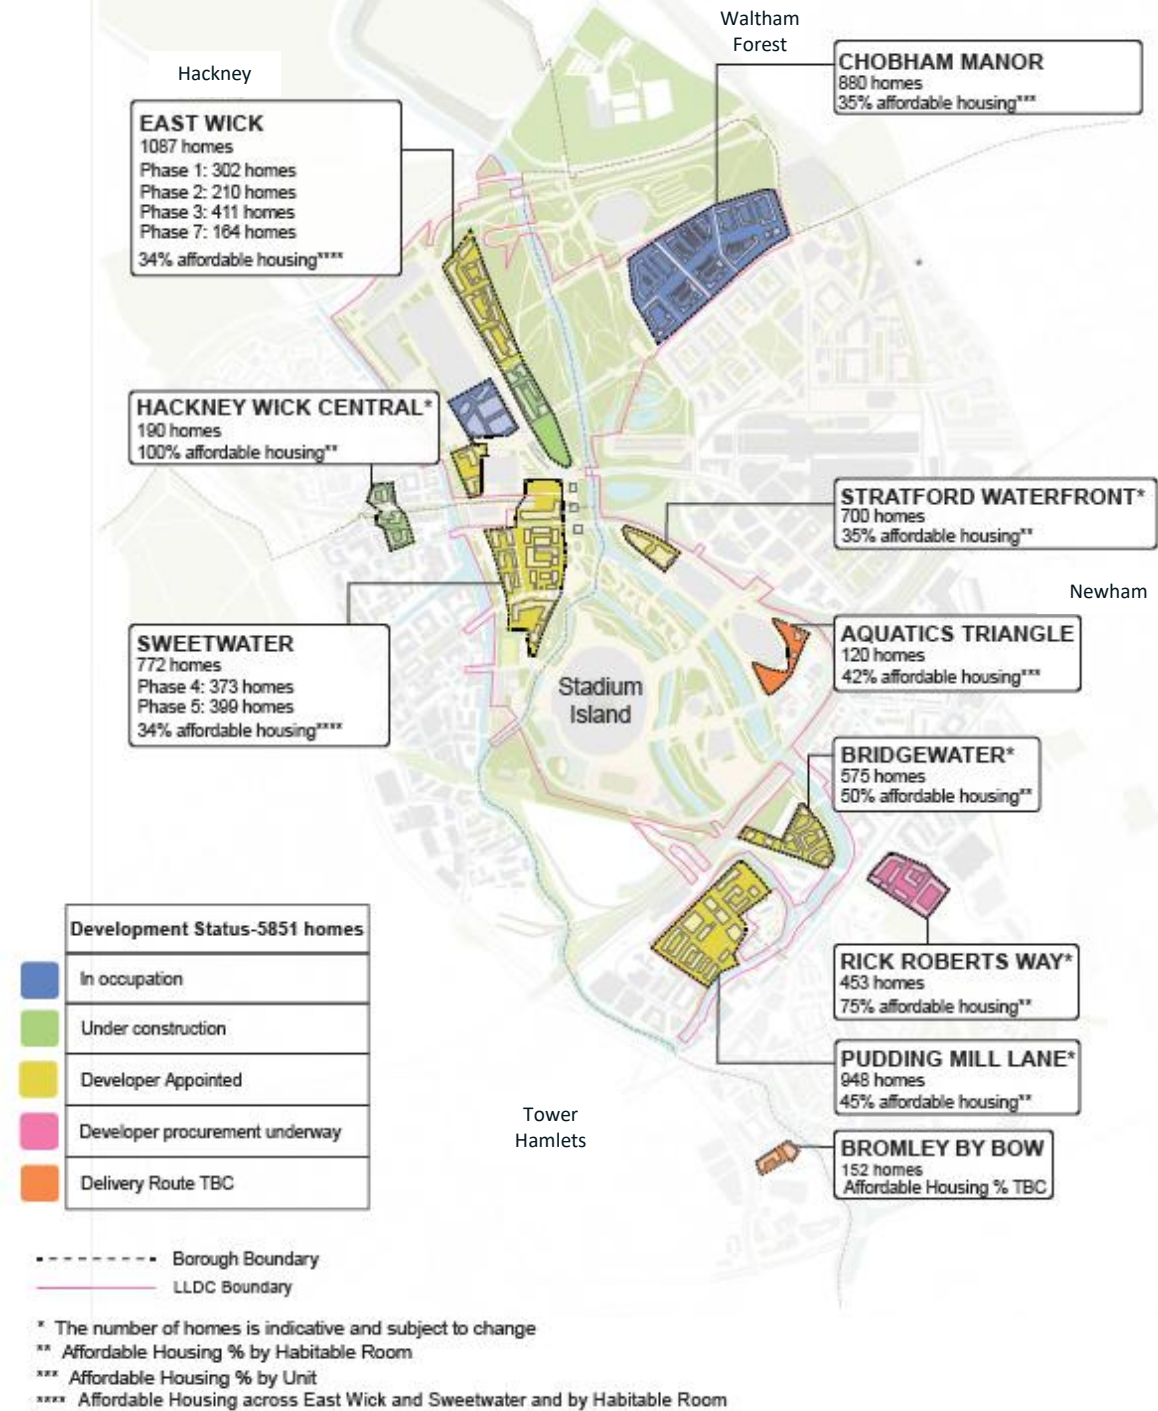 Waltham
Forest
Hackney
CHOBHAM MANOR
880 homes
35% affordable housing***
EAST WICK
1087 homes
Phase 1: 302 homes
Phase 2: 210 homes
Phase 3: 411 homes
Phase 7: 164 homes
34% affordable housing****
HACKNEY WICK CENTRAL*
190 homes
100% affordable housing**
STRATFORD WATERFRONT*
700 homes
35% affordable housing**
Newham
SWEETWATER
772 homes
Phase 4: 373 homes
Phase 5: 399 homes
34% affordable housing****
AQUATICS TRIANGLE
120 homes
42% affordable housing***
Stadium
Island
BRIDGEWATER*
575 homes
50% affordable housing**
RICK ROBERTS WAY*
453 homes
75% affordable housing**
PUDDING MILL LANE*
948 homes
45% affordable housing**
BROMLEY BY BOW
152 homes
Affordable Housing % TBC
Tower
Hamlets
Development Status-5851 homes
In occupation
Under construction
Developer Appointed
Developer procurement underway
Delivery Route TBC
Borough Boundary
LLDC Boundary
* The number of homes is indicative and subject to change
** Affordable Housing % by Habitable Room
*** Affordable Housing % by Unit
**** Affordable Housing across East Wick and Sweetwater and by Habitable Room